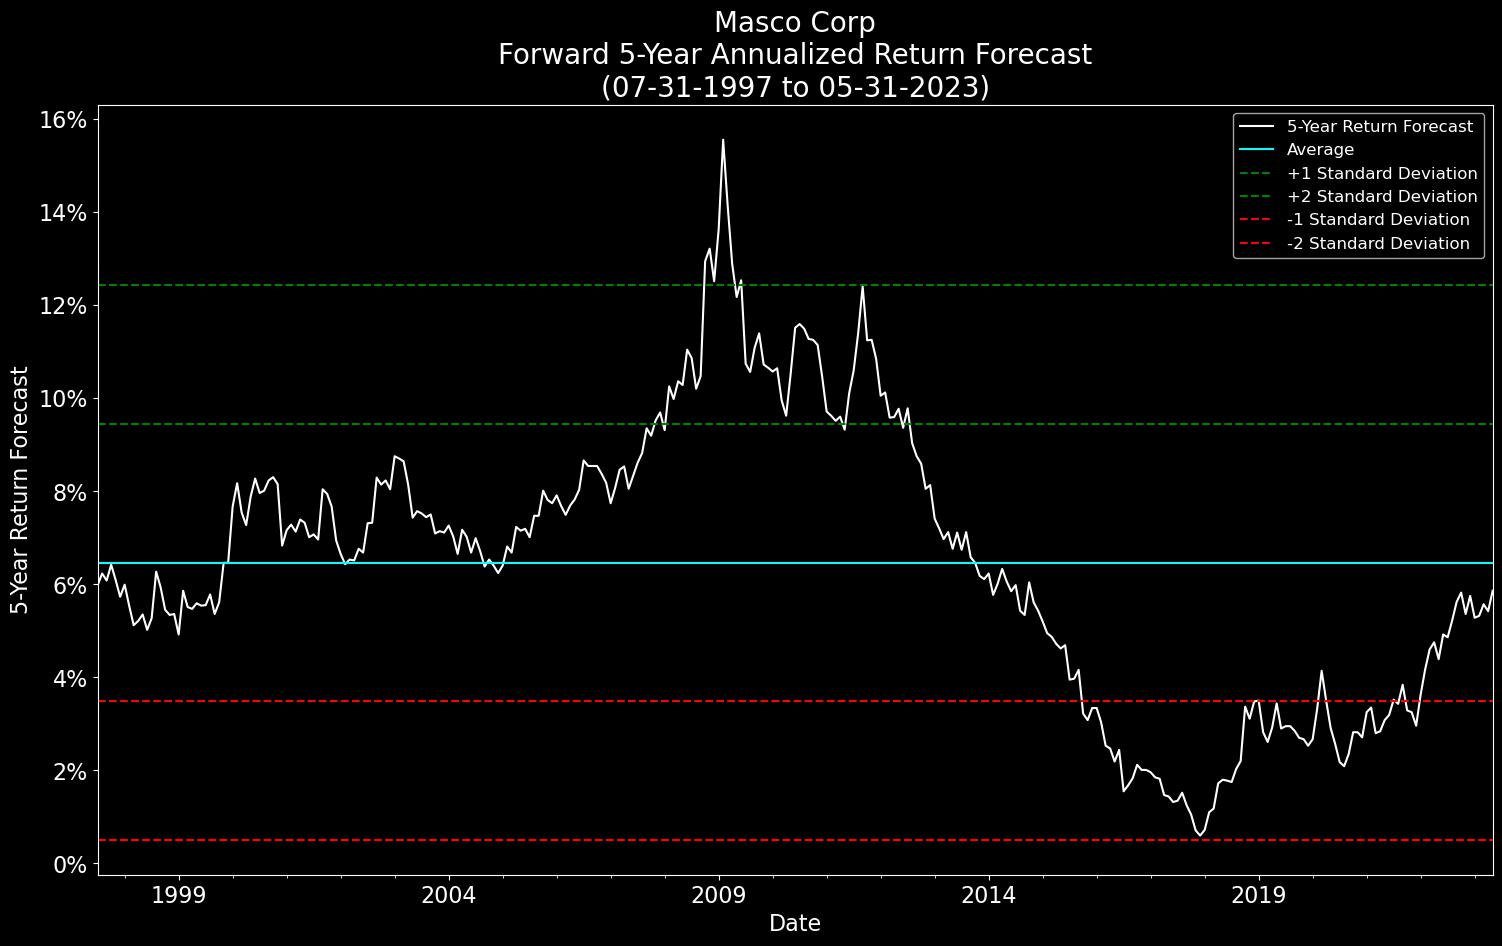 Masco Corp
Forward 5-Year Annualized Return Forecast
(07-31-1997 to 05-31-2023)
5-Year Return Forecast
Average
+1 Standard Deviation
+2 Standard Deviation
-1 Standard Deviation
-2 Standard Deviation
16%
14%
12%
10%
8%
6%
4%
2%
0%
5-Year Return Forecast
1999
2004
2009
2014
2019
Date